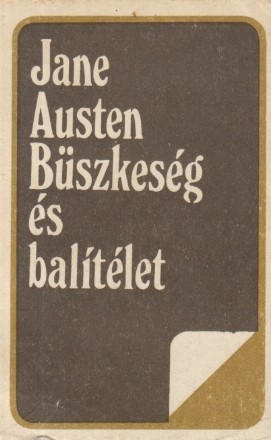 Jane
Austen
Büszkeség
és
balítélet